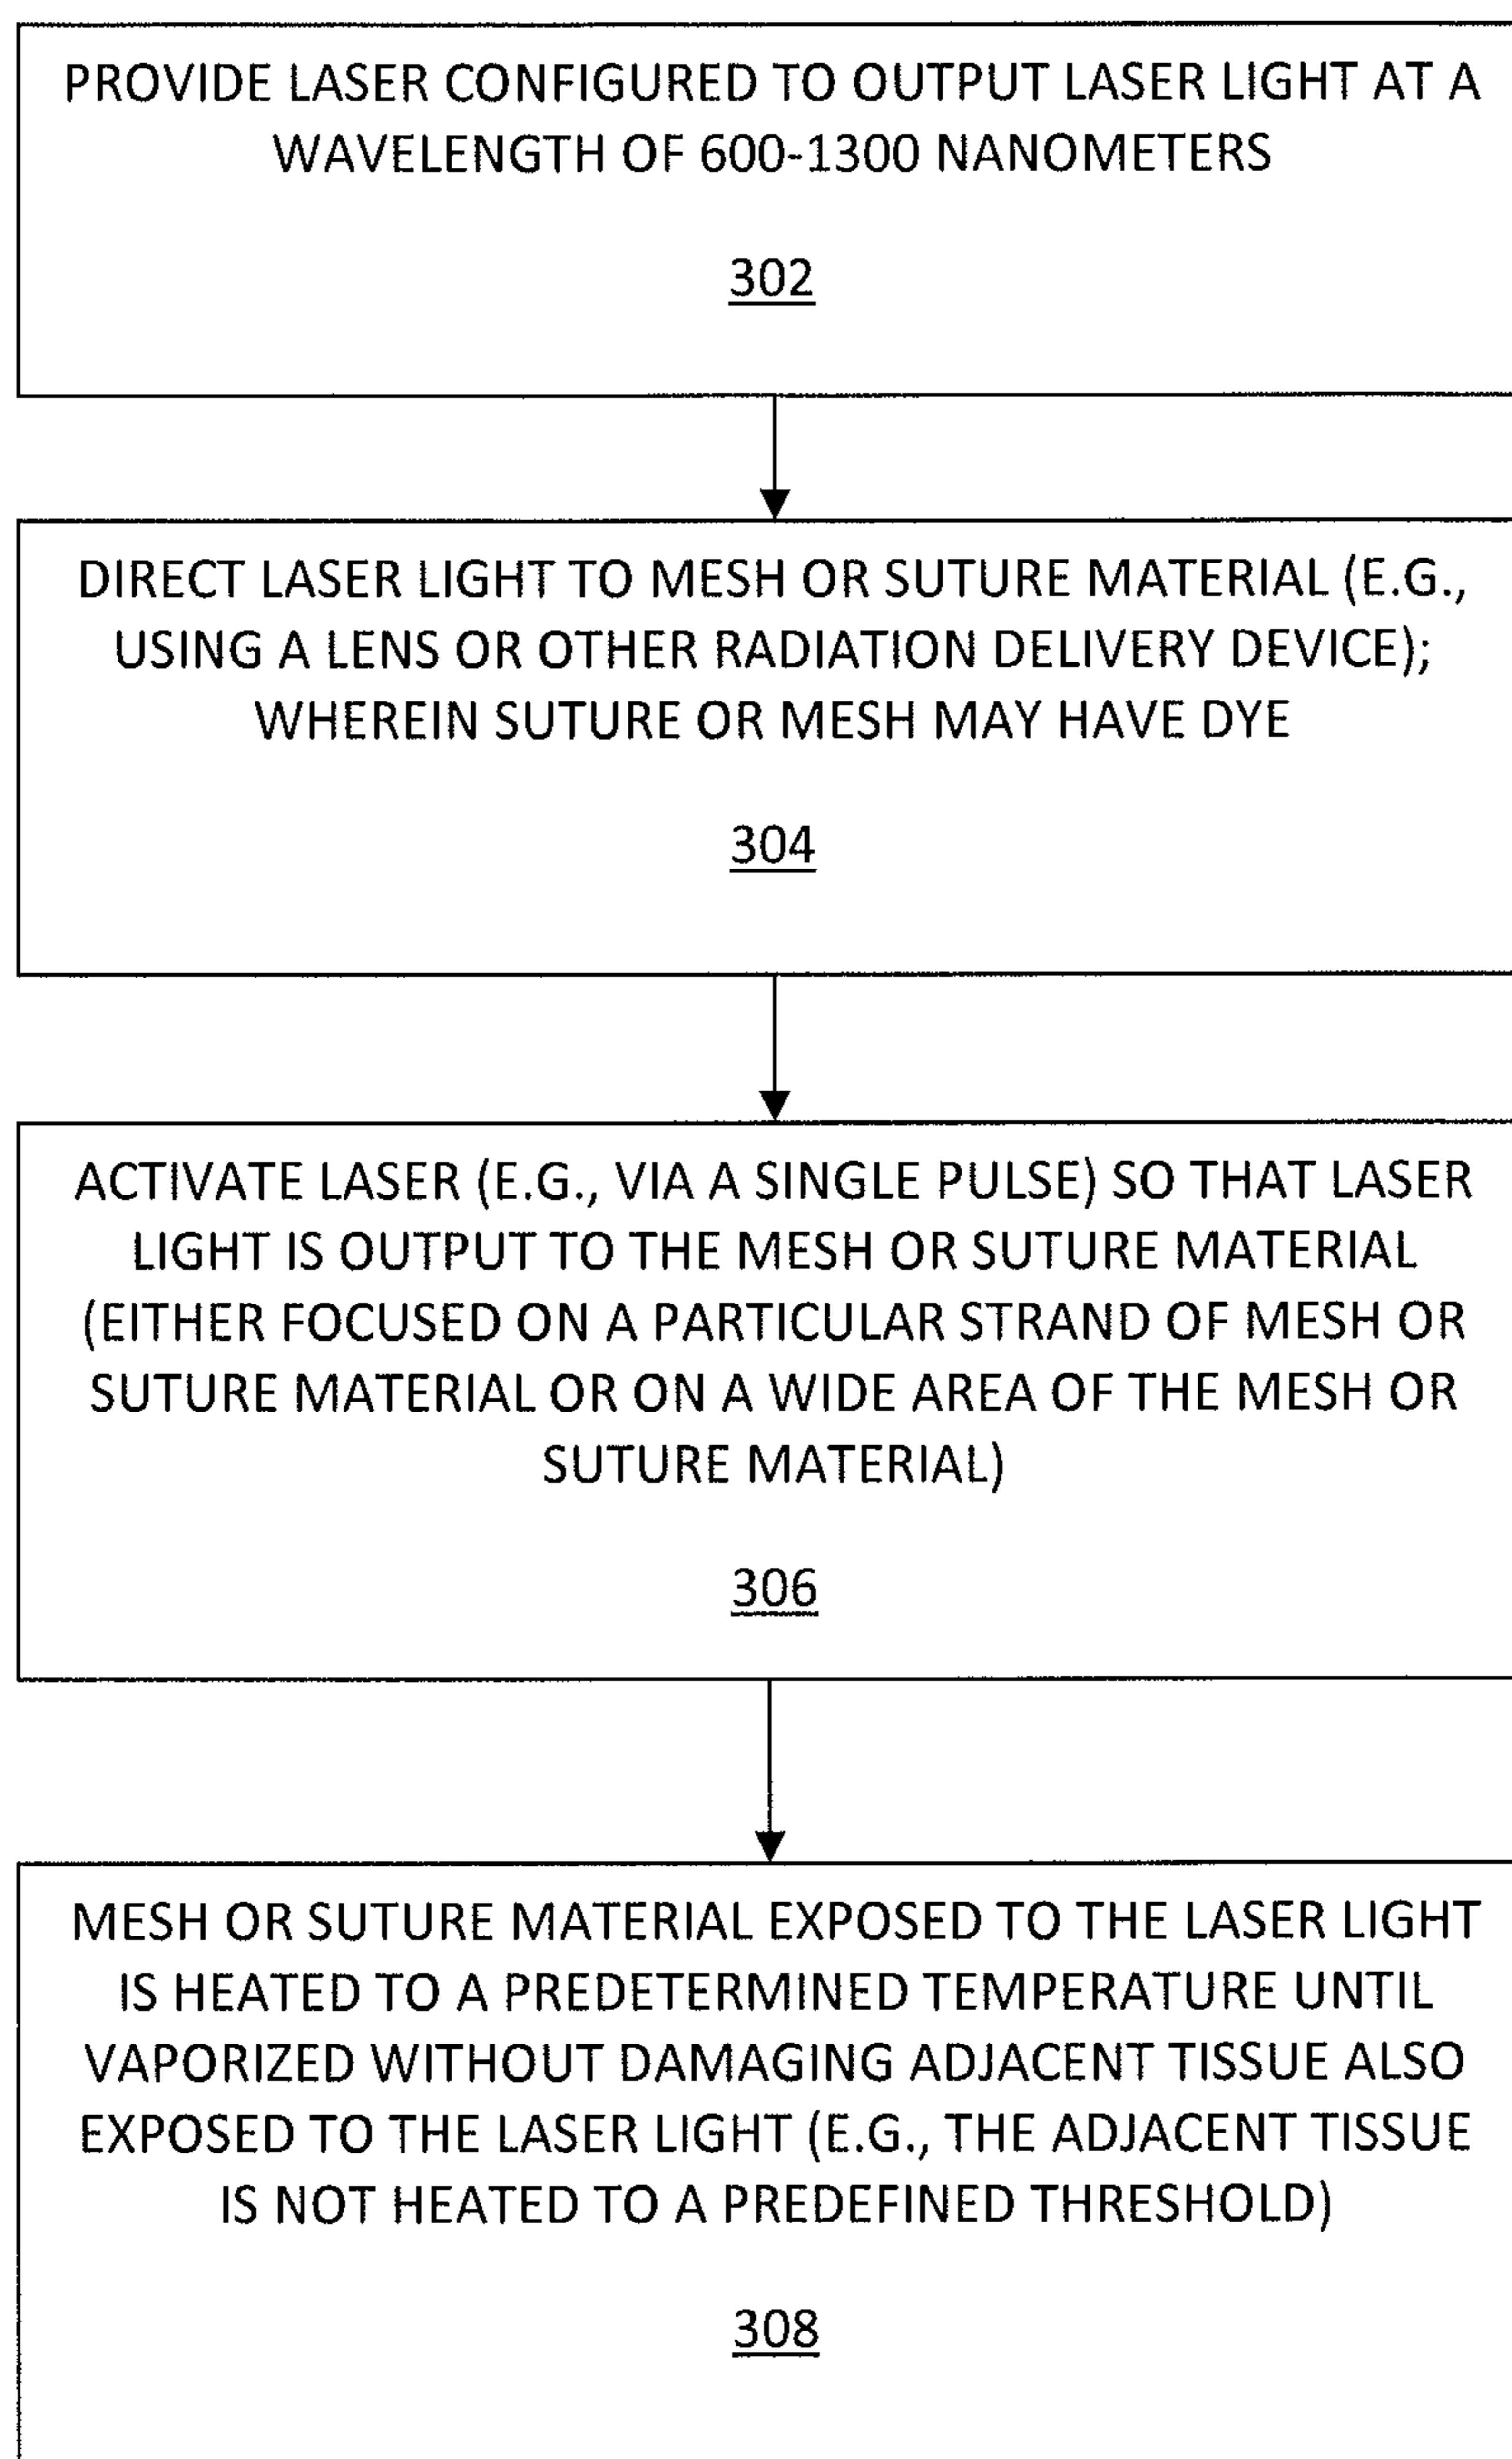 PROVIDE LASER CONFIGURED TO OUTPUT LASER LIGHT AT A
WAVELENGTH OF 600-1300 NANOMETERS
302
DIRECT LASER LIGHT TO MESH OR SUTURE MATERIAL (E.G.,
USING A LENS OR OTHER RADIATION DELIVERY DEVICE);
WHEREIN SUTURE OR MESH MAY HAVE DYE
304
ACTIVATE LASER (E.G., VIA A SINGLE PULSE) SO THAT LASER
LIGHT IS OUTPUT TO THE MESH OR SUTURE MATERIAL
(EITHER FOCUSED ON A PARTICULAR STRAND OF MESH OR
SUTURE MATERIAL OR ON A WIDE AREA OF THE MESH OR
SUTURE MATERIAL)
306
MESH OR SUTURE MATERIAL EXPOSED TO THE LASER LIGHT
IS HEATED TO A PREDETERMINED TEMPERATURE UNTIL
VAPORIZED WITHOUT DAMAGING ADJACENT TISSUE ALSO
EXPOSED TO THE LASER LIGHT (E.G., THE ADJACENT TISSUE
IS NOT HEATED TO A PREDEFINED THRESHOLD)
308